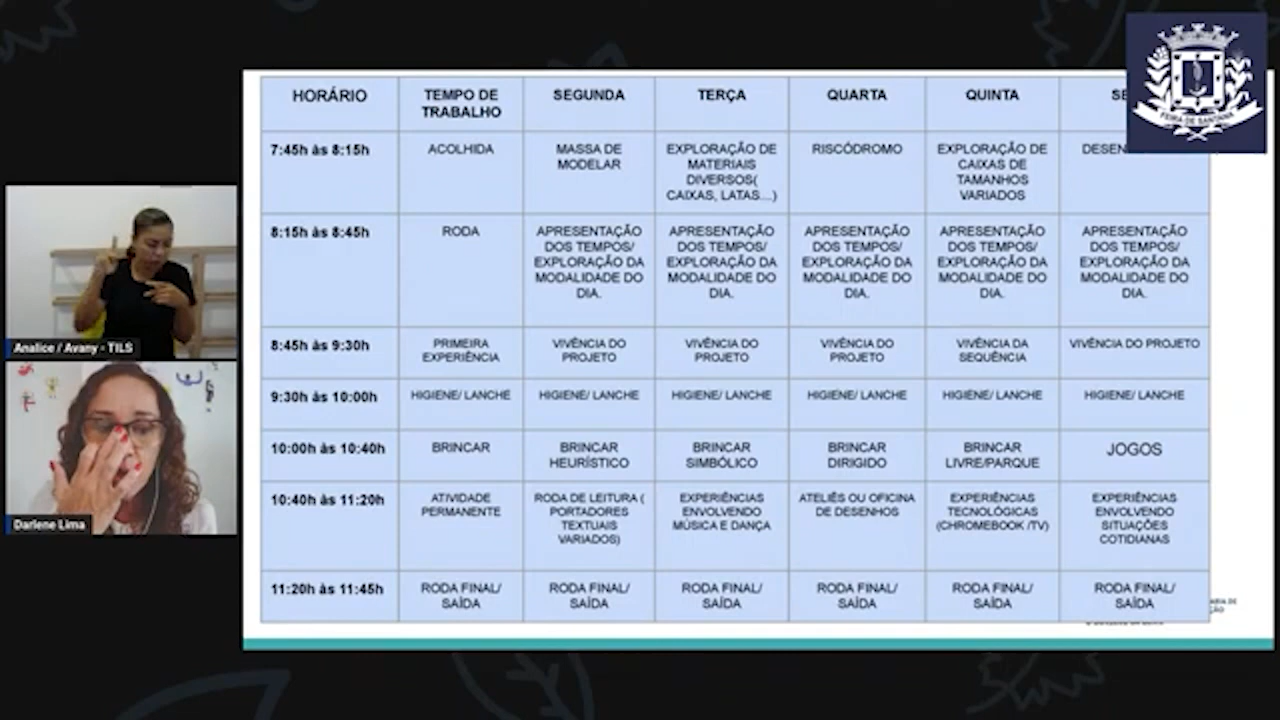 FEIRA DE SANTANA
HORÁRIO
TEMPO DE
TRABALHO
SEGUNDA
TERÇA
QUARTA
QUINTA
7:45h às 8:15h
ACOLHIDA
MASSA DE
MODELAR
EXPLORAÇÃO DE
MATERIAIS
DIVERSOS(
CAIXAS, LATAS...)
RISCÓDROMO
EXPLORAÇÃO DE
CAIXAS DE
TAMANHOS
VARIADOS
8:15h às 8:45h
RODA
APRESENTAÇÃO
DOS TEMPOS/
EXPLORAÇÃO DA
MODALIDADE DO
DIA.
APRESENTAÇÃO
DOS TEMPOS/
EXPLORAÇÃO DA
MODALIDADE DO
DIA.
APRESENTAÇÃO
DOS TEMPOS/
EXPLORAÇÃO DA
MODALIDADE DO
DIA.
APRESENTAÇÃO
DOS TEMPOS/
EXPLORAÇÃO DA
MODALIDADE DO
DIA.
APRESENTAÇÃO
DOS TEMPOS/
EXPLORAÇÃO DA
MODALIDADE DO
DIA.
8:45h às 9:30h
PRIMEIRA
EXPERIÊNCIA
VIVÊNCIA DO
PROJETO
VIVÊNCIA DO
PROJETO
VIVÊNCIA DO
PROJETO
VIVÊNCIA DA
SEQUÊNCIA
VIVÊNCIA DO PROJETO
9:30h às 10:00h
HIGIENE/ LANCHE
HIGIENE/ LANCHE
HIGIENE/ LANCHE
HIGIENE/ LANCHE
HIGIENE/ LANCHE
HIGIENE/ LANCHE
10:00h às 10:40h
BRINCAR
BRINCAR
HEURÍSTICO
BRINCAR
SIMBÓLICO
BRINCAR
DIRIGIDO
BRINCAR
LIVRE/PARQUE
JOGOS
10:40h às 11:20h
ATIVIDADE
PERMANENTE
RODA DE LEITURA (
PORTADORES
TEXTUAIS
VARIADOS)
EXPERIÊNCIAS
ENVOLVENDO
MÚSICA E DANÇA
ATELIÊS OU OFICINA
DE DESENHOS
EXPERIÊNCIAS
TECNOLÓGICAS
(CHROMEBOOK /TV)
EXPERIÊNCIAS
ENVOLVENDO
SITUAÇÕES
COTIDIANAS
11:20h às 11:45h
RODA FINAL/
SAÍDA
RODA FINAL/
SAÍDA
RODA FINAL/
SAÍDA
RODA FINAL/
SAÍDA
RODA FINAL/
SAÍDA
RODA FINAL/
SAÍDA
Analice / Avany - TILS
Darlene Lima